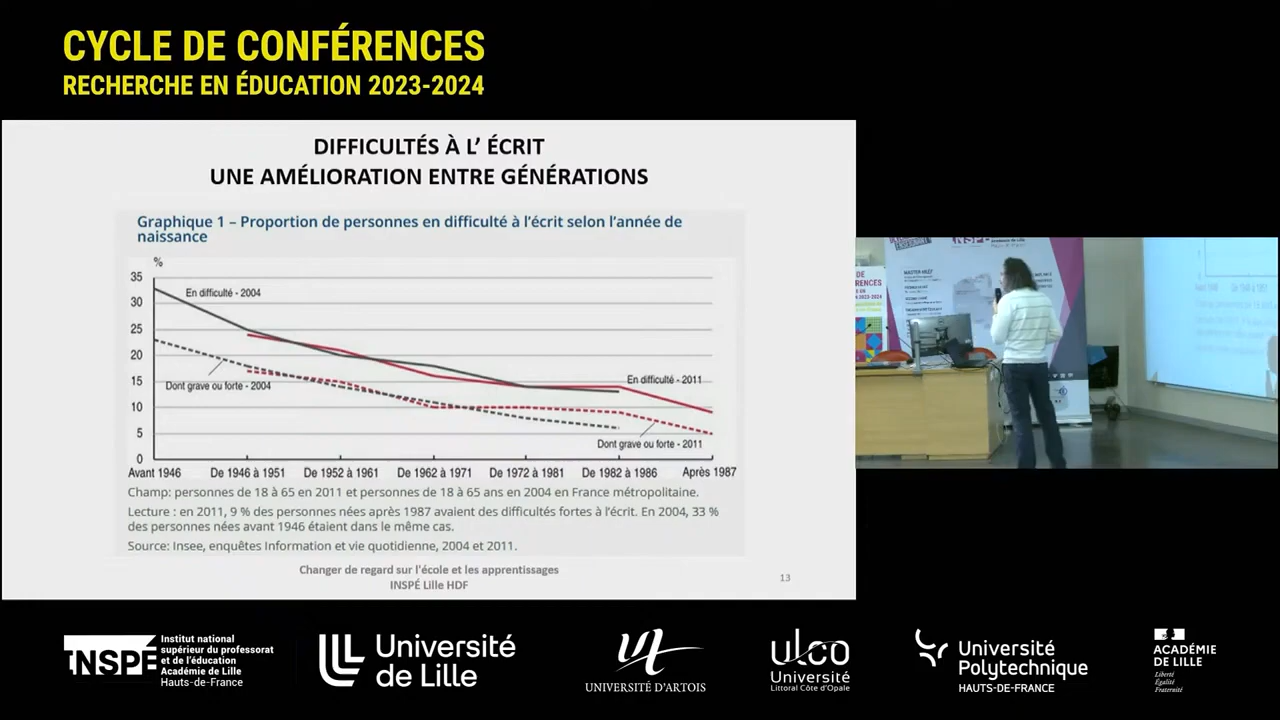 CYCLE DE CONFÉRENCES
RECHERCHE EN ÉDUCATION 2023-2024
DIFFICULTÉS À L’ ÉCRIT
UNE AMÉLIORATION ENTRE GÉNÉRATIONS
Graphique 1 – Proportion de personnes en difficulté à l’écrit selon l’année de
naissance
%
35
30
25
20
15
10
5
0
En difficulté - 2004
Dont grave ou forte - 2004
En difficulté - 2011
Dont grave ou forte - 2011
Avant 1946 De 1946 à 1951 De 1952 à 1961 De 1962 à 1971 De 1972 à 1981 De 1982 à 1986 Après 1987
Champ: personnes de 18 à 65 en 2011 et personnes de 18 à 65 ans en 2004 en France métropolitaine.
Lecture : en 2011, 9 % des personnes nées après 1987 avaient des difficultés fortes à l’écrit. En 2004, 33 %
des personnes nées avant 1946 étaient dans le même cas.
Source: Insee, enquêtes Information et vie quotidienne, 2004 et 2011.
Changer de regard sur l'école et les apprentissages
INSPÉ Lille HDF
13
MASTER MEEF
INSPÉ
Institut national
supérieur du professorat
et de l’éducation
Académie de Lille
Hauts-de-France
Université
de Lille
UNIVERSITÉ D'ARTOIS
ulco
Université
Littoral Côte d'Opale
Université
Polytechnique
HAUTS-DE-FRANCE
ACADÉMIE
DE LILLE
Liberté
Égalité
Fraternité